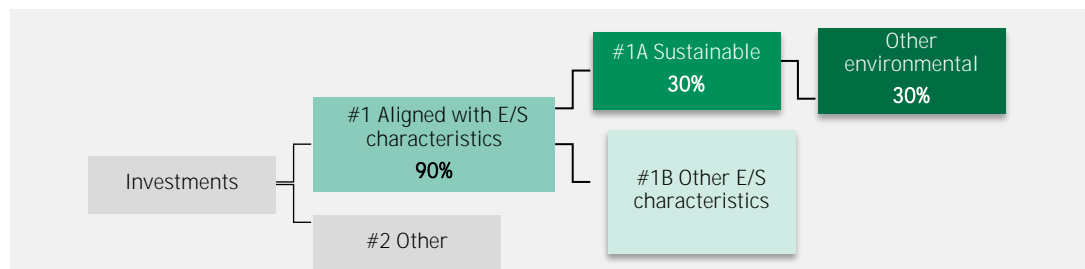 Investments
#1 Aligned with E/S
characteristics
90%
#2 Other
#1A Sustainable
30%
#1B Other E/S
characteristics
Other
environmental
30%